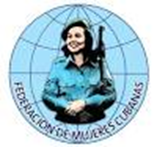 FEDERACION DE MUJERES CUBANAS